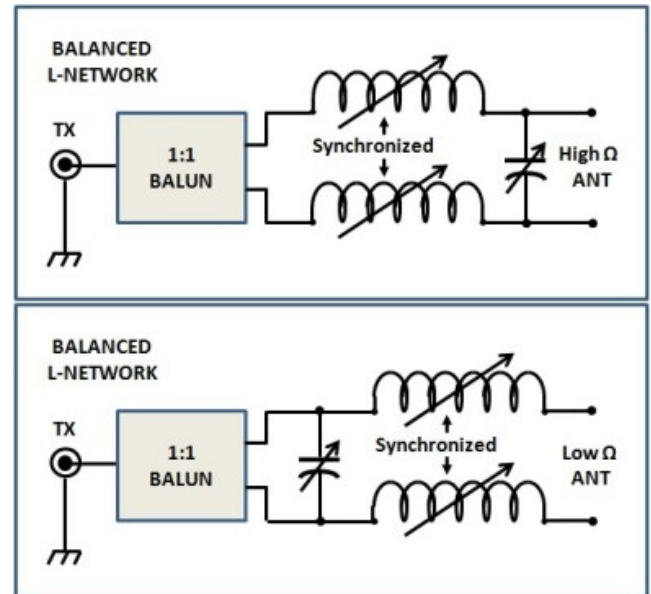 BALANCED
L-NETWORK
TX
1:1
BALUN
Synchronized
High Ω
ANT
BALANCED
L-NETWORK
TX
1:1
BALUN
Synchronized
Low Ω
ANT